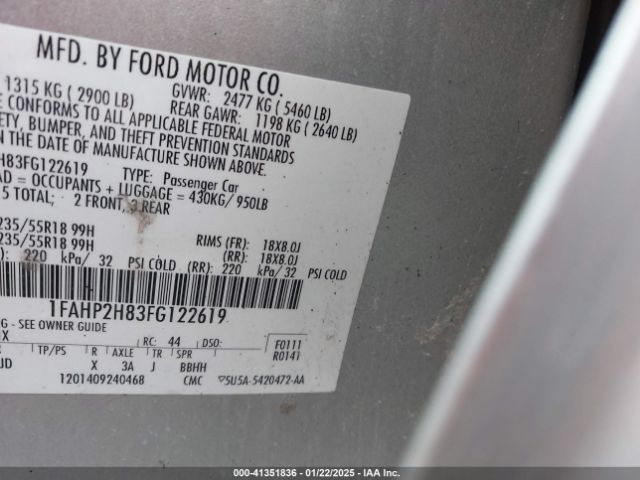 MFD. BY FORD MOTOR CO.
1315 KG ( 2900 LB) GVWR: 2477 KG ( 5460 LB)
REAR GAWR: 1198 KG ( 2640 LB)
E CONFORMS TO ALL APPLICABLE FEDERAL MOTOR
ETY, BUMPER, AND THEFT PREVENTION STANDARDS
N THE DATE OF MANUFACTURE SHOWN ABOVE.
H83FG122619 TYPE: Passenger Car
AD = OCCUPANTS + LUGGAGE = 430KG/ 950LB
5 TOTAL; 2 FRONT, 3 REAR
235/55R18 99H RIMS (FR): 18X8.0J
235/55R18 99H (RR): 18X8.0J
): 220 kPa/ 32 PSI COLD (RR): 220 kPa/ 32 PSI COLD
1FAHP2H83FG122619
G - SEE OWNER GUIDE
X RC: 44 DSO: F0111
R TP/PS R AXLE TR SPR R0141
JD X 3A J BBHH
1201409240468 CMC ▽5U5A-5420472-AA
000-41351836 - 01/22/2025 - IAA Inc.